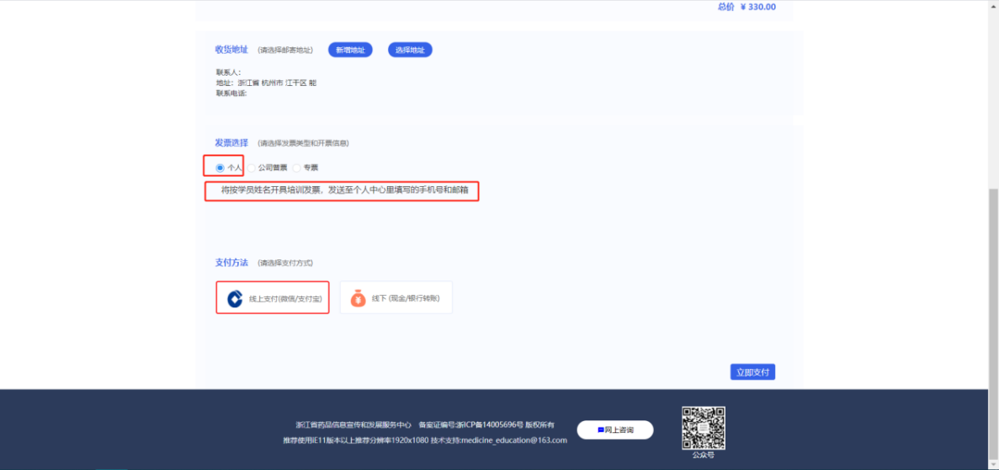 总价 ￥330.00
收货地址 (请选择邮寄地址) 新增地址 选择地址
联系人：
地址：浙江省 杭州市 江干区 能
联系电话:
发票选择 (请选择发票类型和开票信息)
个人 公司普票 专票
将按学员姓名开具培训发票，发送至个人中心里填写的手机号和邮箱
支付方法 (请选择支付方式)
线上支付(微信/支付宝) 线下 (现金/银行转账)
立即支付
浙江省药品信息宣传和发展服务中心 备案证编号:浙ICP备14005696号 版权所有
推荐使用IE11版本以上推荐分辨率1920x1080 技术支持:medicine_education@163.com
网上咨询
公众号